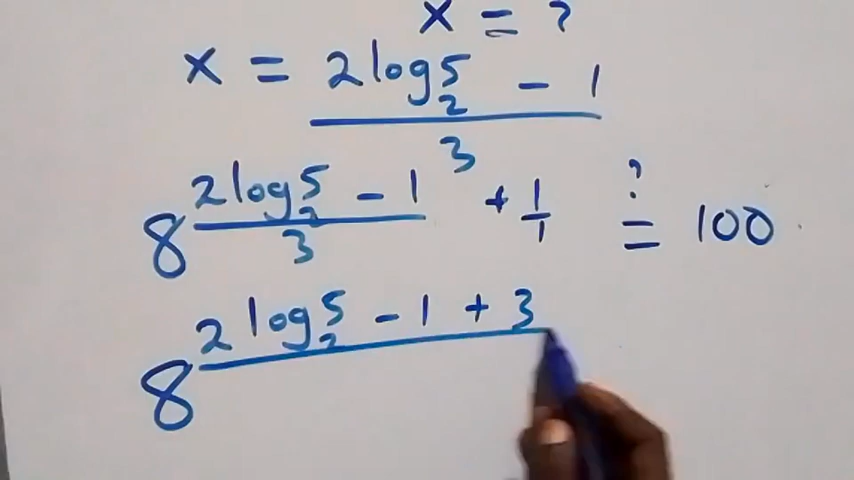 x = ?
x = (2log₂5 - 1)/3
8^((2log₂5 - 1)/3 + 1/1) ≟ 100
8^(2log₂5 - 1 + 3)